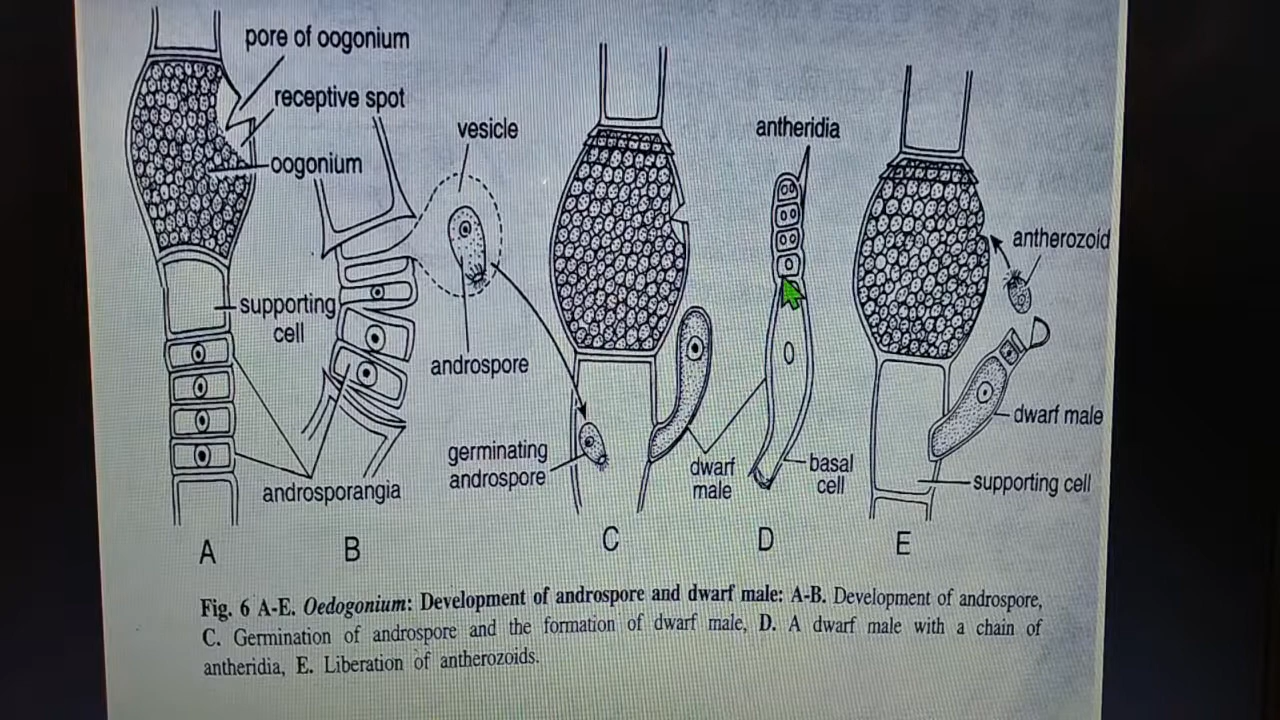 pore of oogonium
receptive spot
oogonium
vesicle
antheridia
antherozoid
supporting
cell
androspore
germinating
androspore
androsporangia
dwarf
male
basal
cell
dwarf male
supporting cell
A
B
C
D
E
Fig. 6 A-E. Oedogonium: Development of androspore and dwarf male: A-B. Development of androspore,
C. Germination of androspore and the formation of dwarf male, D. A dwarf male with a chain of
antheridia, E. Liberation of antherozoids.